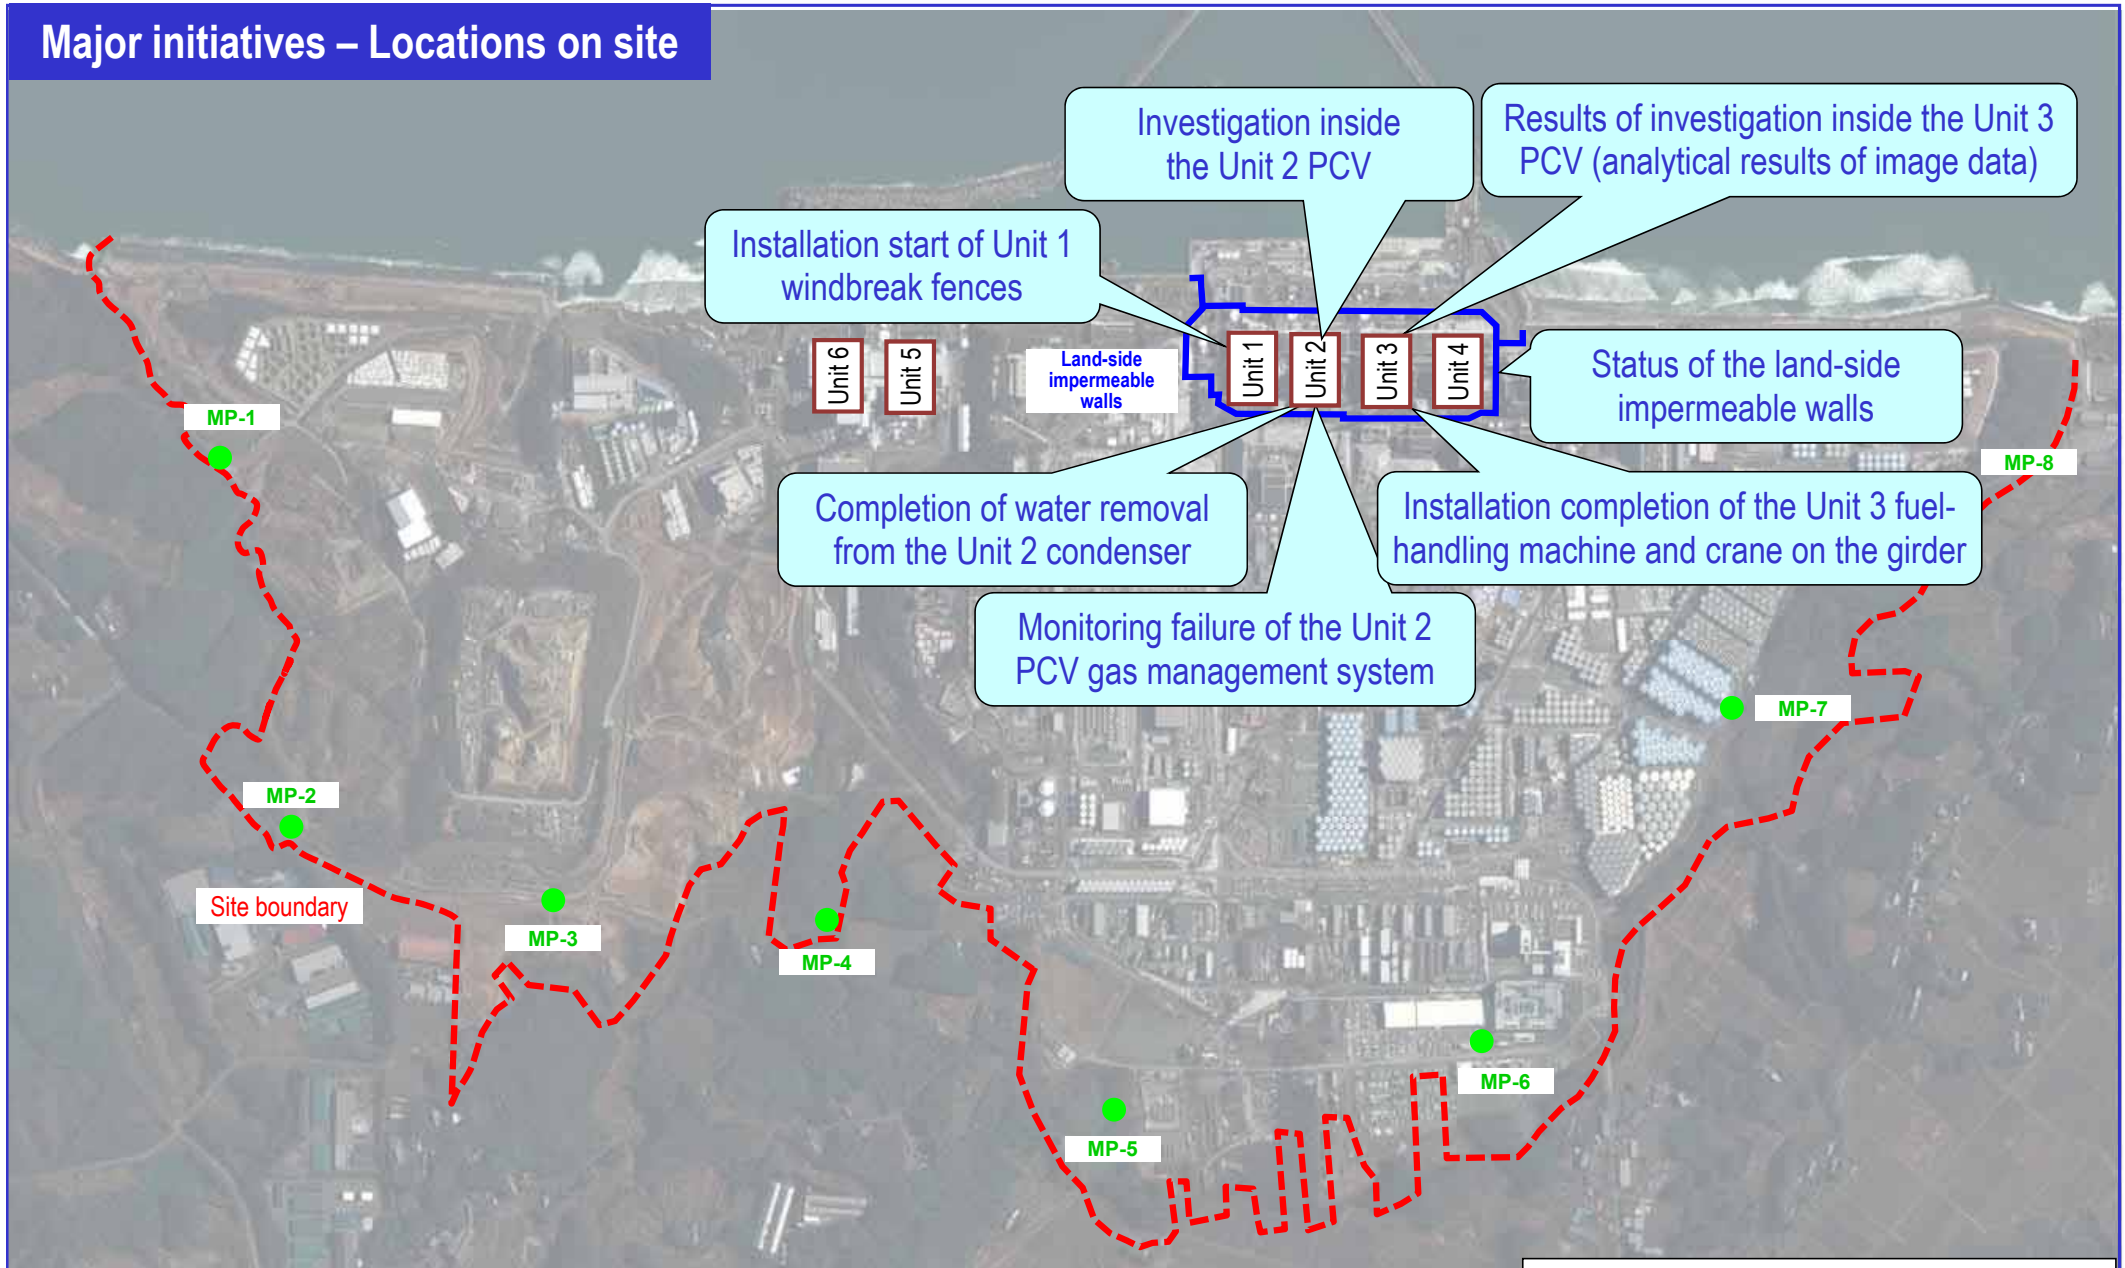 Major initiatives – Locations on site
Investigation inside
the Unit 2 PCV
Results of investigation inside the Unit 3
PCV (analytical results of image data)
Installation start of Unit 1
windbreak fences
Unit 6
Unit 5
Land-side
impermeable
walls
Unit 1
Unit 2
Unit 3
Unit 4
Status of the land-side
impermeable walls
MP-1
MP-8
Completion of water removal
from the Unit 2 condenser
Installation completion of the Unit 3 fuel-
handling machine and crane on the girder
Monitoring failure of the Unit 2
PCV gas management system
MP-7
MP-2
Site boundary
MP-3
MP-4
MP-6
MP-5